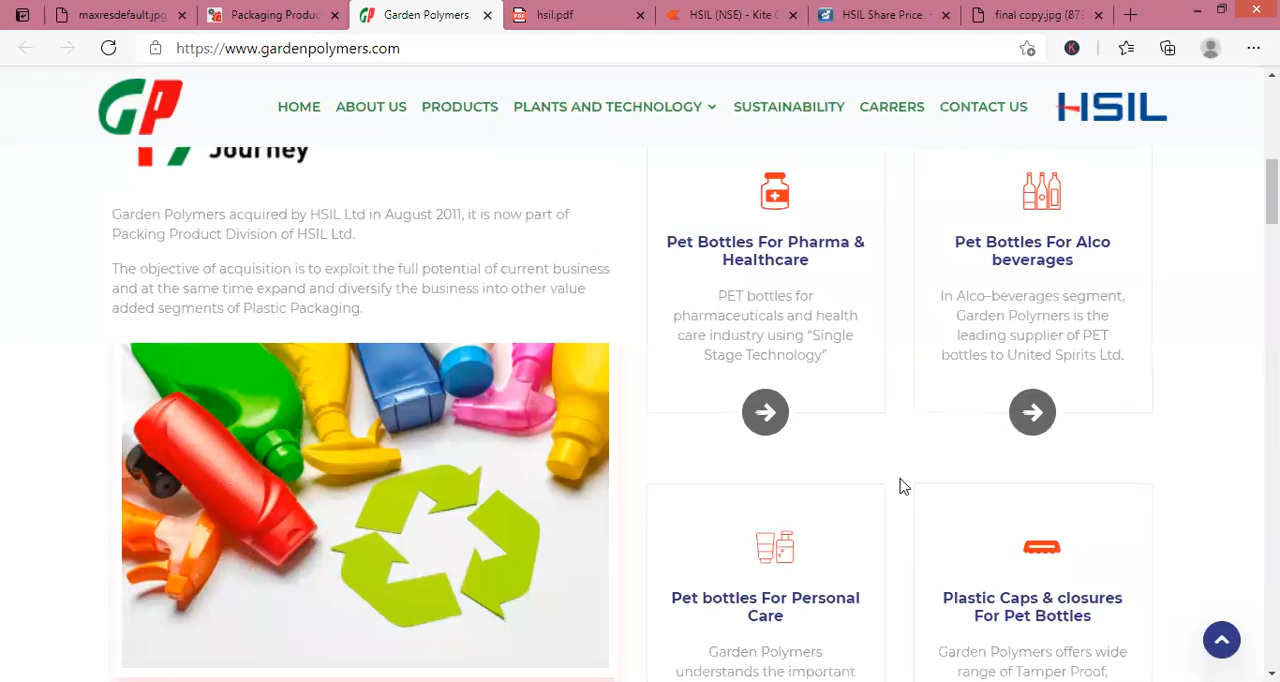 maxresdefault.jpg
Packaging Produc
Garden Polymers
hsil.pdf
HSIL (NSE) - Kite
HSIL Share Price,
final copy.jpg (87
https://www.gardenpolymers.com
K
GP
HOME
ABOUT US
PRODUCTS
PLANTS AND TECHNOLOGY
SUSTAINABILITY
CARRERS
CONTACT US
HSIL
Journey
Garden Polymers acquired by HSIL Ltd in August 2011, it is now part of
Packing Product Division of HSIL Ltd.
The objective of acquisition is to exploit the full potential of current business
and at the same time expand and diversify the business into other value
added segments of Plastic Packaging.
Pet Bottles For Pharma &
Healthcare
PET bottles for
pharmaceuticals and health
care industry using “Single
Stage Technology”
Pet Bottles For Alco
beverages
In Alco–beverages segment,
Garden Polymers is the
leading supplier of PET
bottles to United Spirits Ltd.
Pet bottles For Personal
Care
Garden Polymers
understands the important
Plastic Caps & closures
For Pet Bottles
Garden Polymers offers wide
range of Tamper Proof,